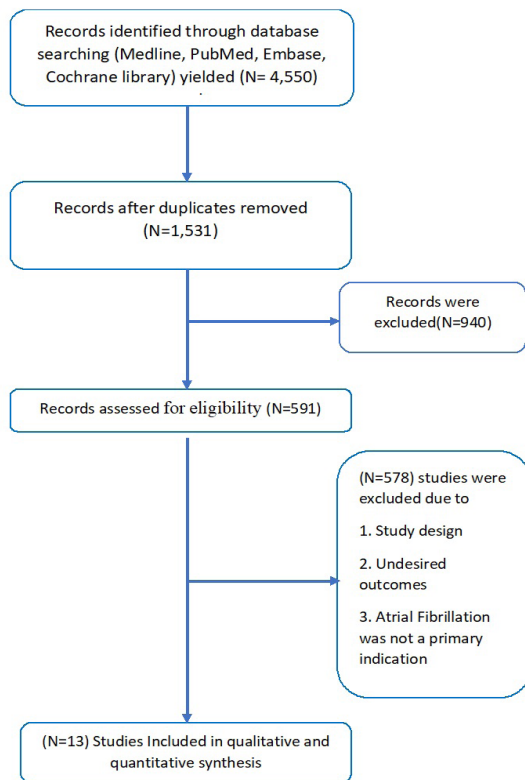 Records identified through database
searching (Medline, PubMed, Embase,
Cochrane library) yielded (N= 4,550)
.
Records after duplicates removed
(N=1,531)
Records were
excluded(N=940)
Records assessed for eligibility (N=591)
(N=578) studies were
excluded due to
1. Study design
2. Undesired
outcomes
3. Atrial Fibrillation
was not a primary
indication
(N=13) Studies Included in qualitative and
quantitative synthesis